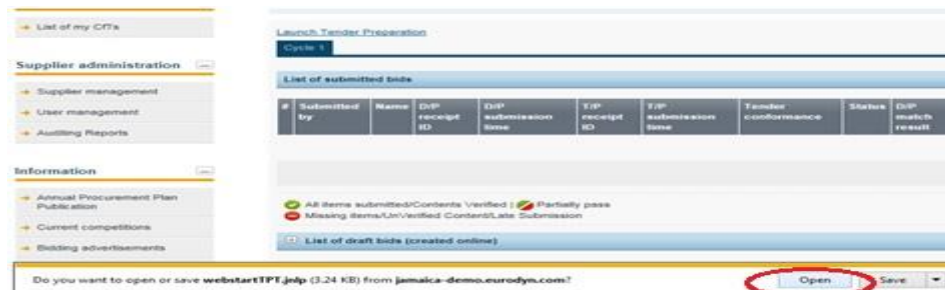 List of my CfTs
Launch Tender Preparation
Cycle 1
Supplier administration
List of submitted bids
Supplier management
User management
Auditing Reports
# Submitted by Name D/P receipt ID D/P submission time T/P receipt ID T/P submission time Tender conformance Status D/P match result
Information
Annual Procurement Plan
Publication
Current competitions
Bidding advertisements
All items submitted/Contents Verified | Partially pass
Missing items/UnVerified Content/Late Submission
List of draft bids (created online)
Do you want to open or save webstartTPT.jnlp (3.24 KB) from jamaica-demo.eurodyn.com?
Open
Save